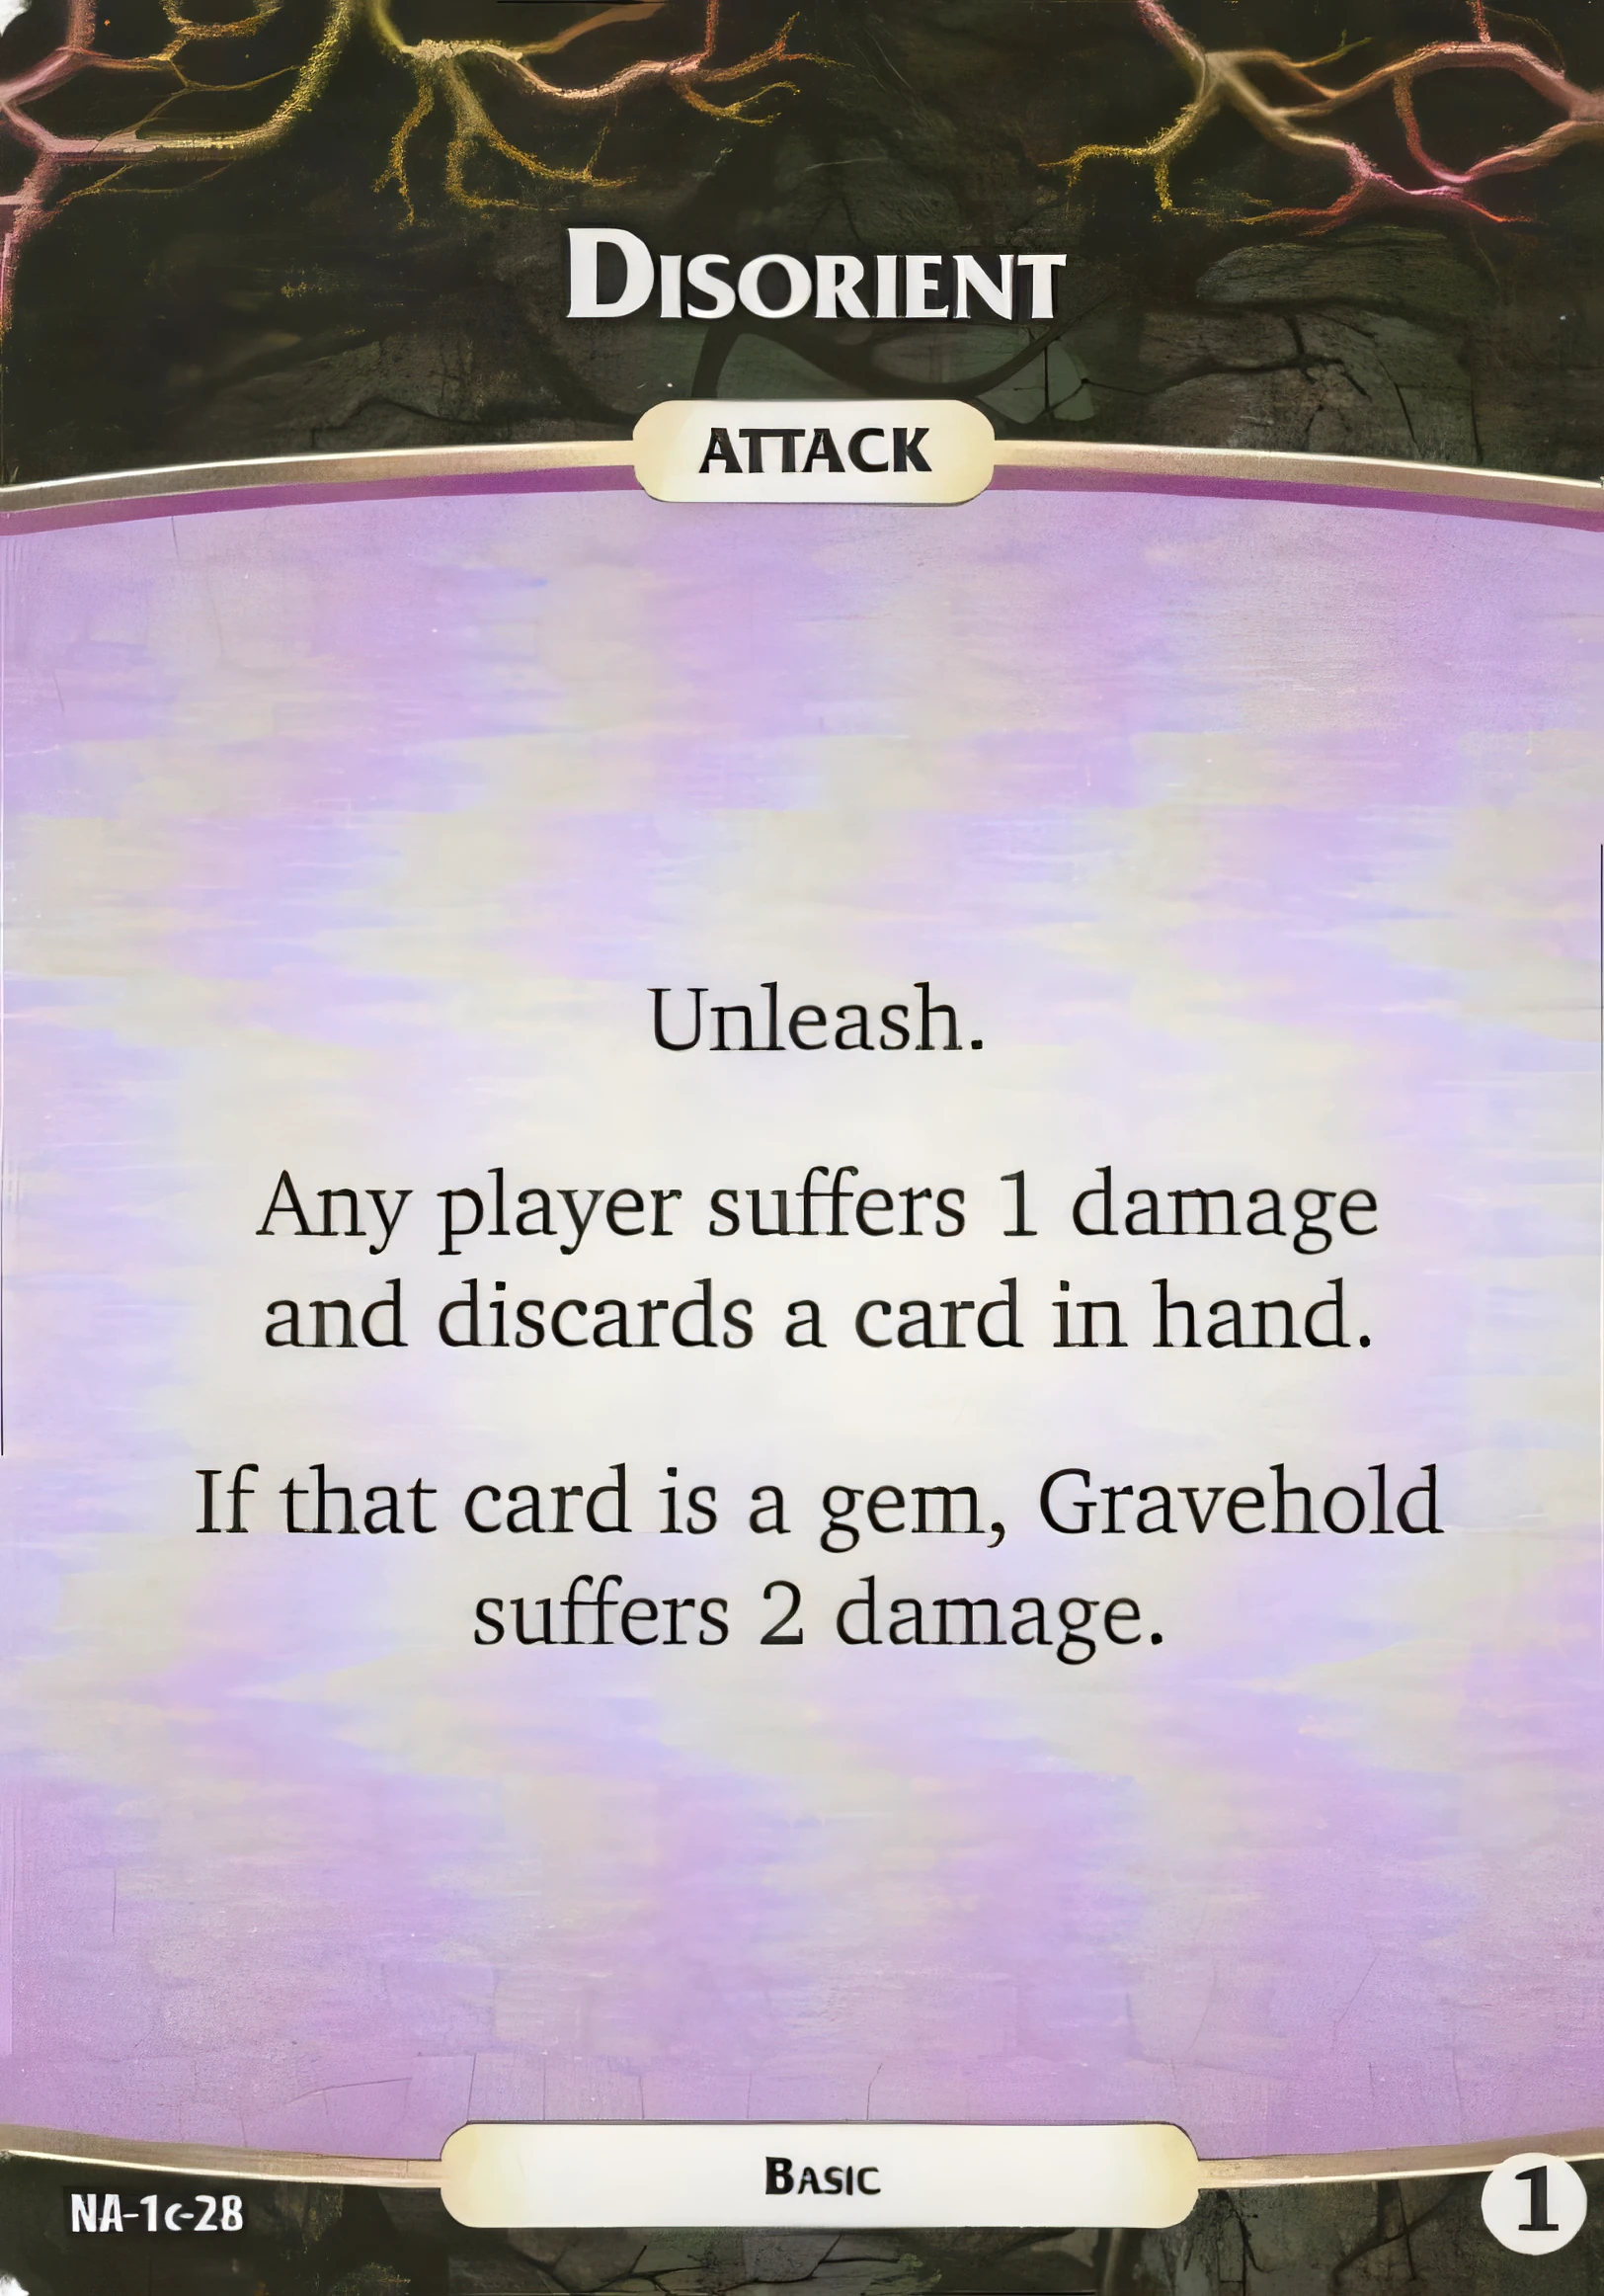 Disorient
ATTACK
Unleash.
Any player suffers 1 damage
and discards a card in hand.
If that card is a gem, Gravehold
suffers 2 damage.
Basic
NA-1c-28
1